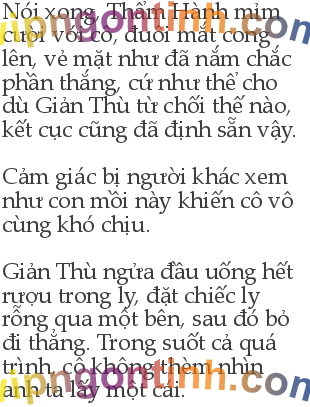 Nói xong, Thẩm Hành mỉm
cười với cô, đuôi mắt cong
lên, vẻ mặt như đã nắm chắc
phần thắng, cứ như thể cho
dù Giản Thù từ chối thế nào,
kết cục cũng đã định sẵn vậy.
Cảm giác bị người khác xem
như con mồi này khiến cô vô
cùng khó chịu.
Giản Thù ngửa đầu uống hết
rượu trong ly, đặt chiếc ly
rỗng qua một bên, sau đó bỏ
đi thẳng. Trong suốt cả quá
trình, cô không thèm nhìn
anh ta lấy một cái.
vipngontinh.com
vipngontinh.com